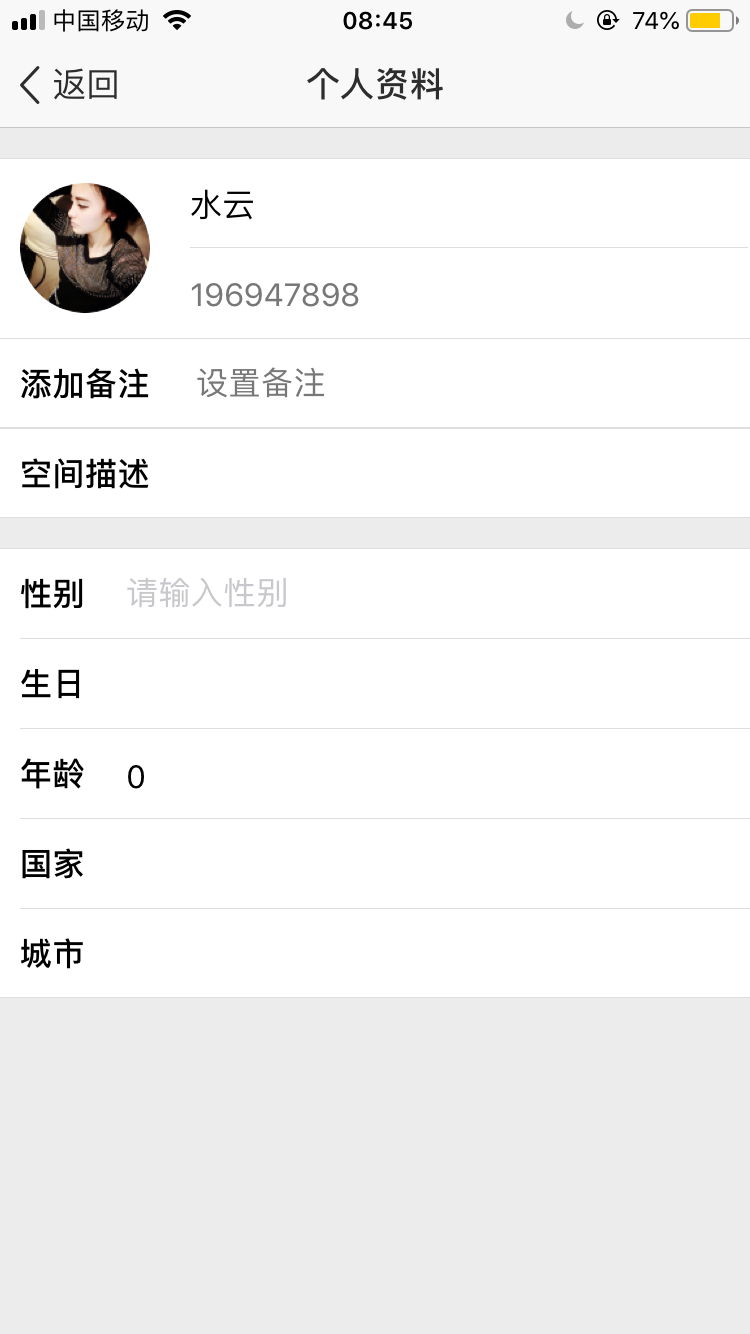 中国移动 08:45 74%
返回 个人资料
水云
196947898
添加备注 设置备注
空间描述
性别 请输入性别
生日
年龄 0
国家
城市